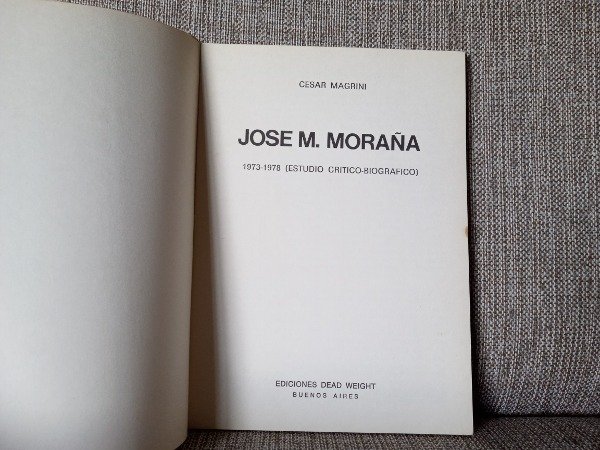 CESAR MAGRINI
JOSE M. MORAÑA
1973-1978 (ESTUDIO CRITICO-BIOGRAFICO)
EDICIONES DEAD WEIGHT
BUENOS AIRES